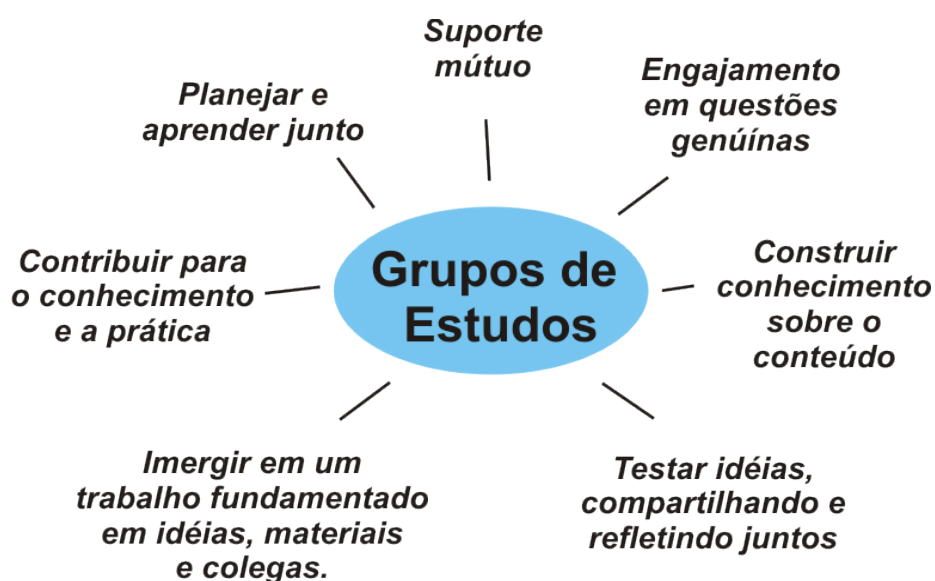 Suporte
mútuo
Planejar e
aprender junto
Engajamento
em questões
genúínas
Contribuir para
o conhecimento
e a prática
Grupos de
Estudos
Construir
conhecimento
sobre o
conteúdo
Imergir em um
trabalho fundamentado
em idéias, materiais
e colegas.
Testar idéias,
compartilhando e
refletindo juntos